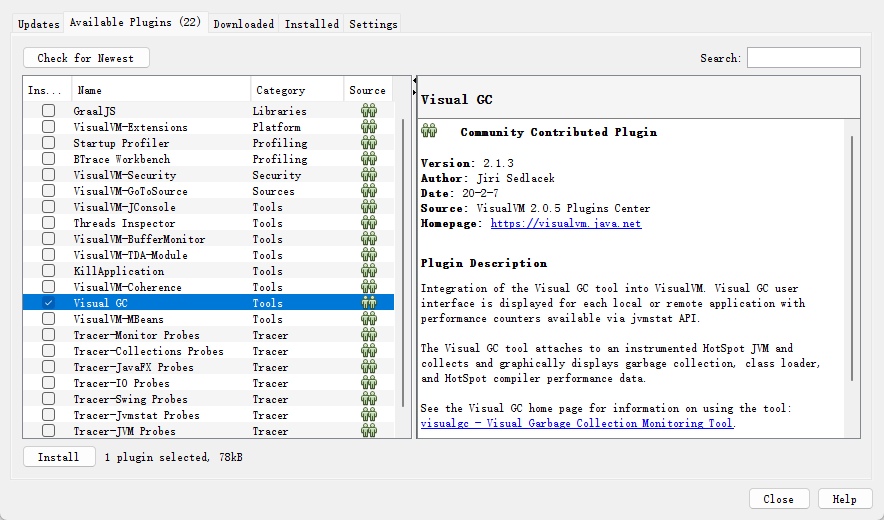 Updates Available Plugins (22) Downloaded Installed Settings
Check for Newest Search:
Ins... Name Category Source
GraalJS Libraries
VisualVM-Extensions Platform
Startup Profiler Profiling
BTrace Workbench Profiling
VisualVM-Security Security
VisualVM-GoToSource Sources
VisualVM-JConsole Tools
Threads Inspector Tools
VisualVM-BufferMonitor Tools
VisualVM-TDA-Module Tools
KillApplication Tools
VisualVM-Coherence Tools
Visual GC Tools
VisualVM-MBeans Tools
Tracer-Monitor Probes Tracer
Tracer-Collections Probes Tracer
Tracer-JavaFX Probes Tracer
Tracer-IO Probes Tracer
Tracer-Swing Probes Tracer
Tracer-Jvmstat Probes Tracer
Tracer-JVM Probes Tracer
Visual GC
Community Contributed Plugin
Version: 2.1.3
Author: Jiri Sedlacek
Date: 20-2-7
Source: VisualVM 2.0.5 Plugins Center
Homepage: https://visualvm.java.net
Plugin Description
Integration of the Visual GC tool into VisualVM. Visual GC user
interface is displayed for each local or remote application with
performance counters available via jvmstat API.
The Visual GC tool attaches to an instrumented HotSpot JVM and
collects and graphically displays garbage collection, class loader,
and HotSpot compiler performance data.
See the Visual GC home page for information on using the tool:
visualgc - Visual Garbage Collection Monitoring Tool.
Install 1 plugin selected, 78kB
Close Help